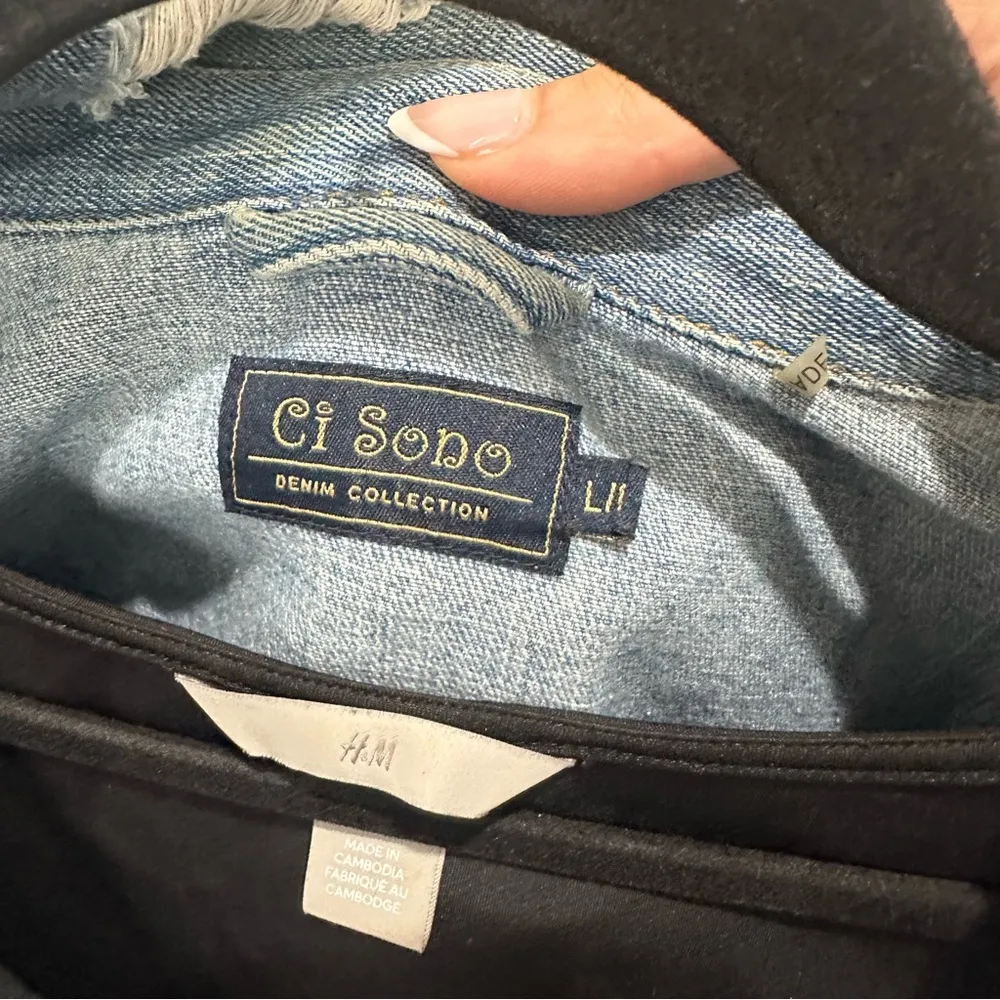 Ci Sono
DENIM COLLECTION
H&M
MADE IN
CAMBODIA
FABRIQUÉ AU
CAMBODGE